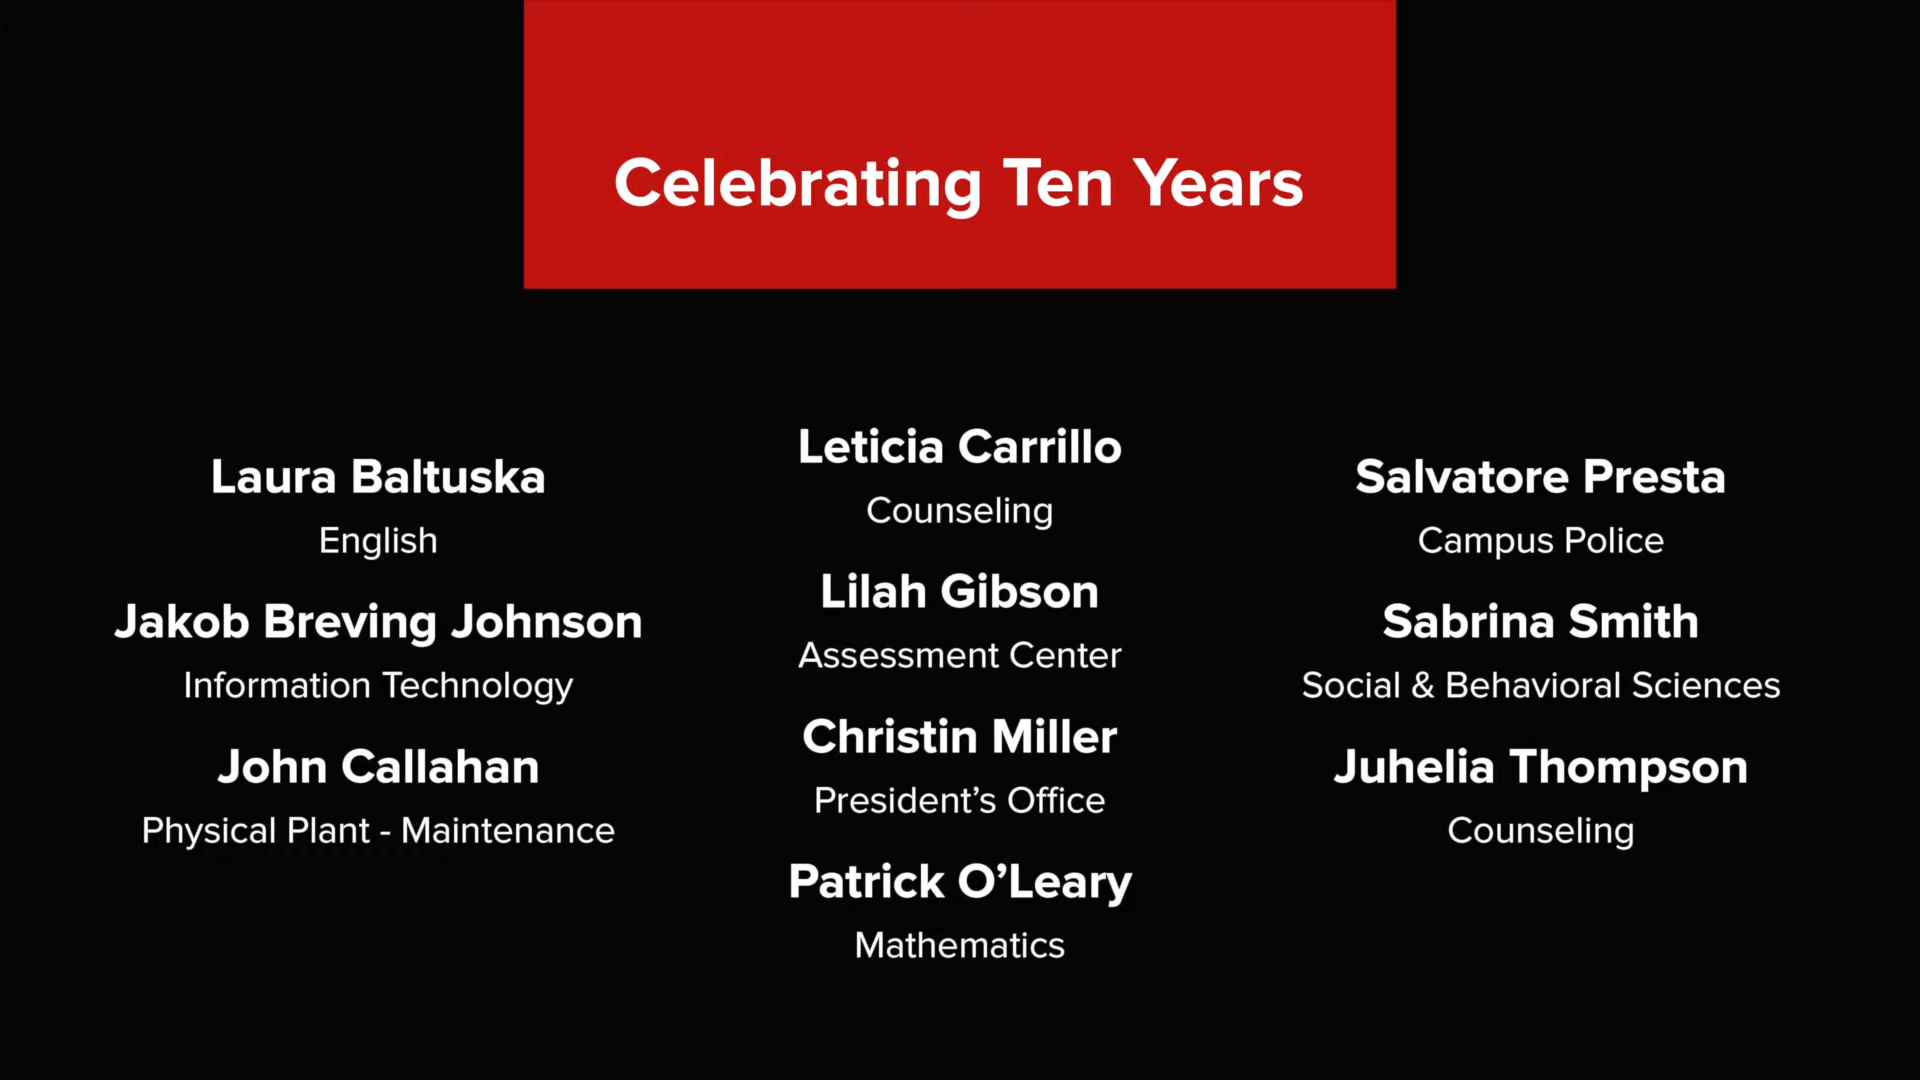 Celebrating Ten Years
Laura Baltuska
English
Jakob Breving Johnson
Information Technology
John Callahan
Physical Plant - Maintenance
Leticia Carrillo
Counseling
Lilah Gibson
Assessment Center
Christin Miller
President’s Office
Patrick O’Leary
Mathematics
Salvatore Presta
Campus Police
Sabrina Smith
Social & Behavioral Sciences
Juhelia Thompson
Counseling